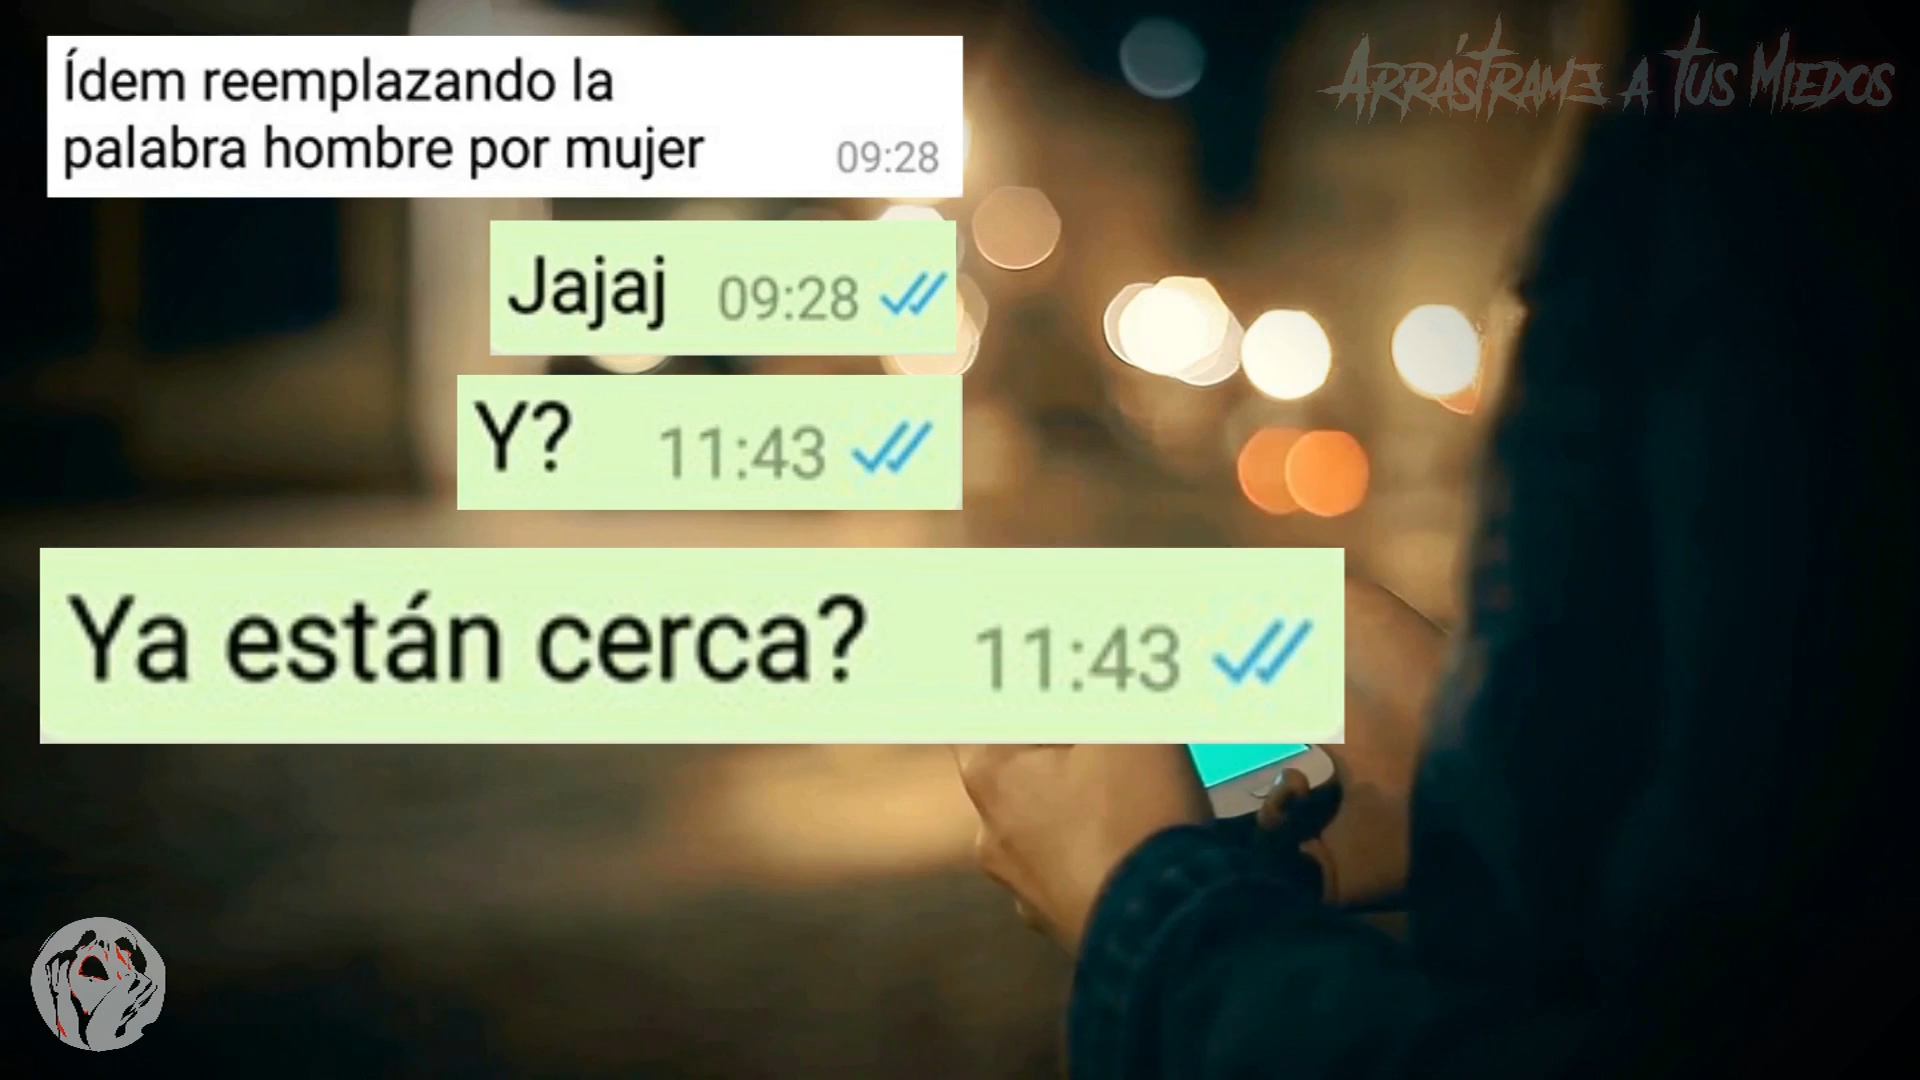 Ídem reemplazando la
palabra hombre por mujer 09:28
Jajaj 09:28
Y? 11:43
Ya están cerca? 11:43
ARRÁSTRAME A TUS MIEDOS